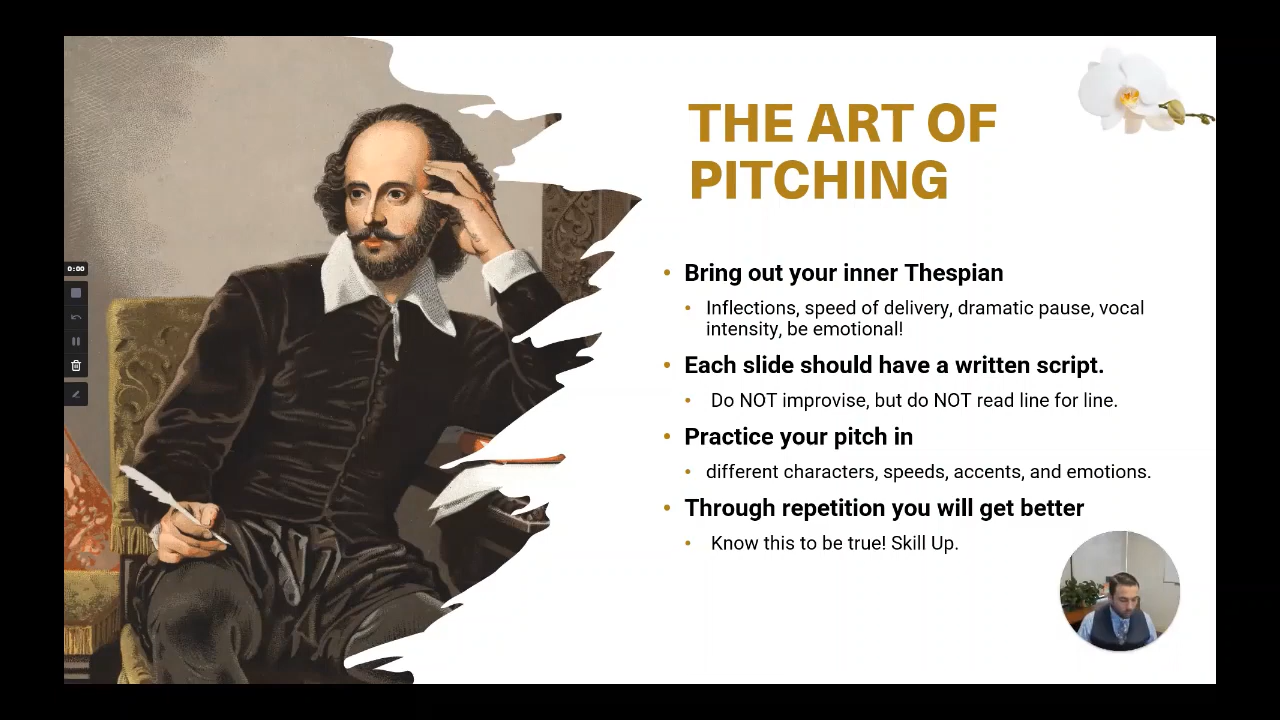 THE ART OF
PITCHING
• Bring out your inner Thespian
• Inflections, speed of delivery, dramatic pause, vocal
intensity, be emotional!
• Each slide should have a written script.
• Do NOT improvise, but do NOT read line for line.
• Practice your pitch in
• different characters, speeds, accents, and emotions.
• Through repetition you will get better
• Know this to be true! Skill Up.
0:00